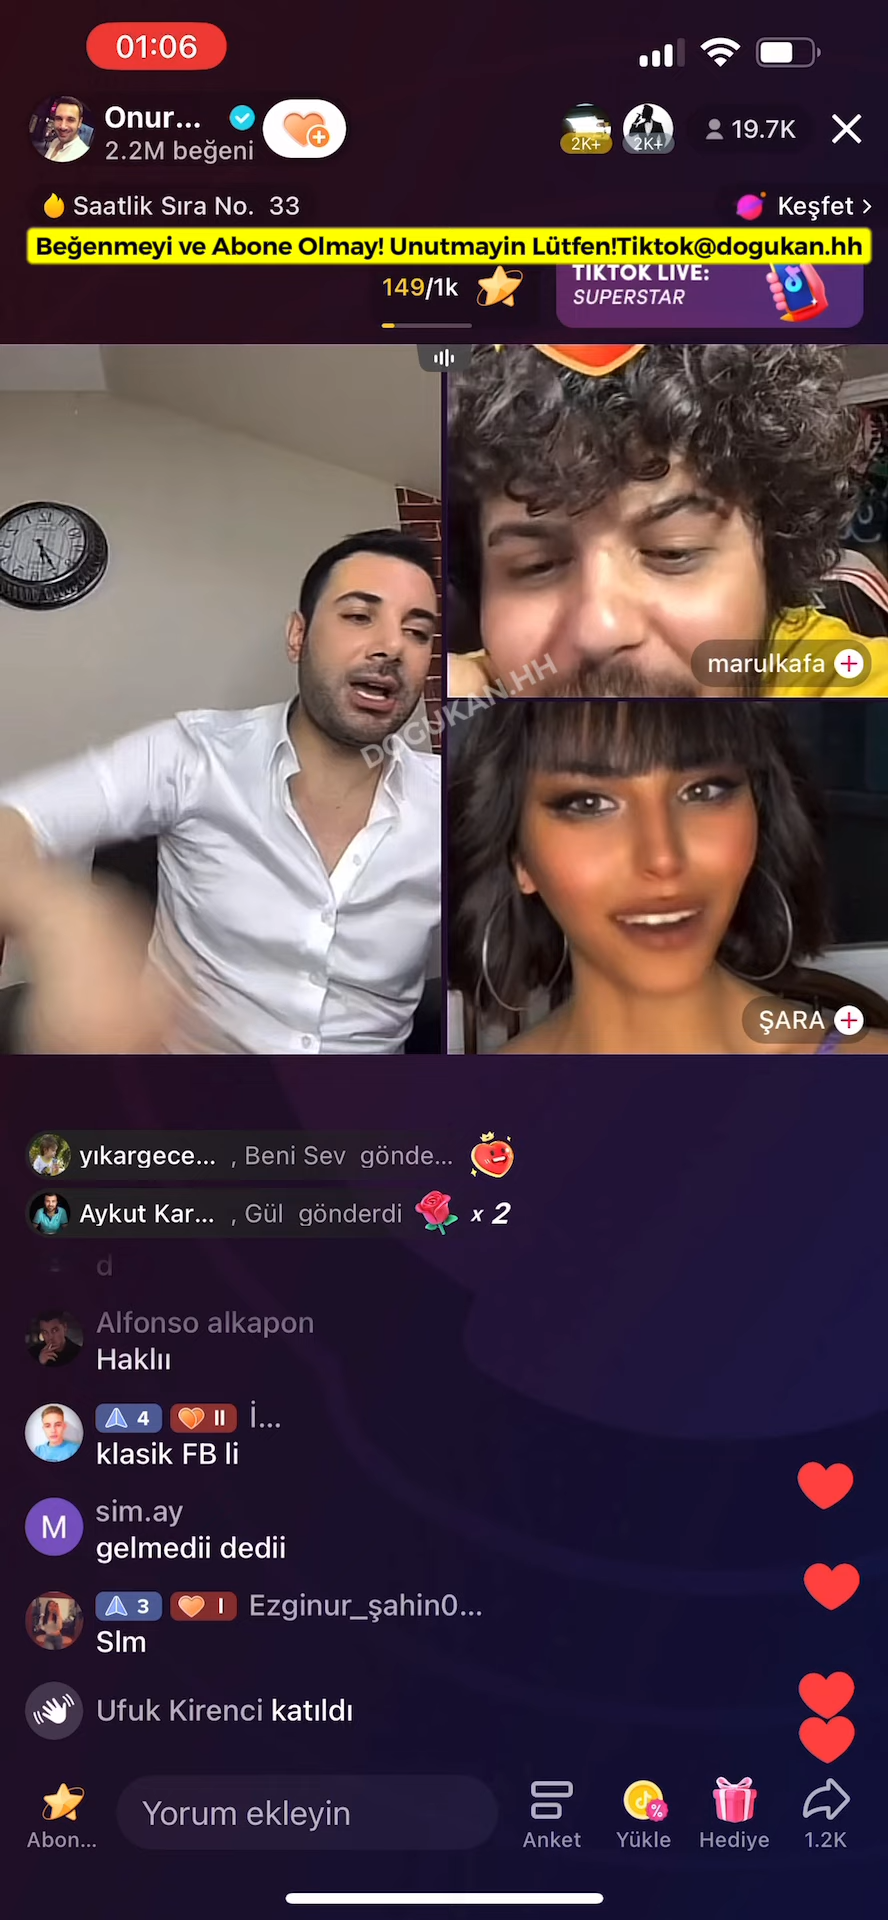 01:06
Onur...
2.2M beğeni
2K+
2K+
19.7K
Saatlik Sıra No. 33
Keşfet
Beğenmeyi ve Abone Olmay! Unutmayin Lütfen!Tiktok@dogukan.hh
149/1k
TIKTOK LIVE:
SUPERSTAR
marulkafa
DOGUKAN.HH
ŞARA
yıkargece... , Beni Sev gönde...
Aykut Kar... , Gül gönderdi x 2
d
Alfonso alkapon
Haklıı
4 II İ...
klasik FB li
M
sim.ay
gelmedii dedii
3 I Ezginur_şahin0...
Slm
Ufuk Kirenci katıldı
Abon...
Yorum ekleyin
Anket
Yükle
Hediye
1.2K